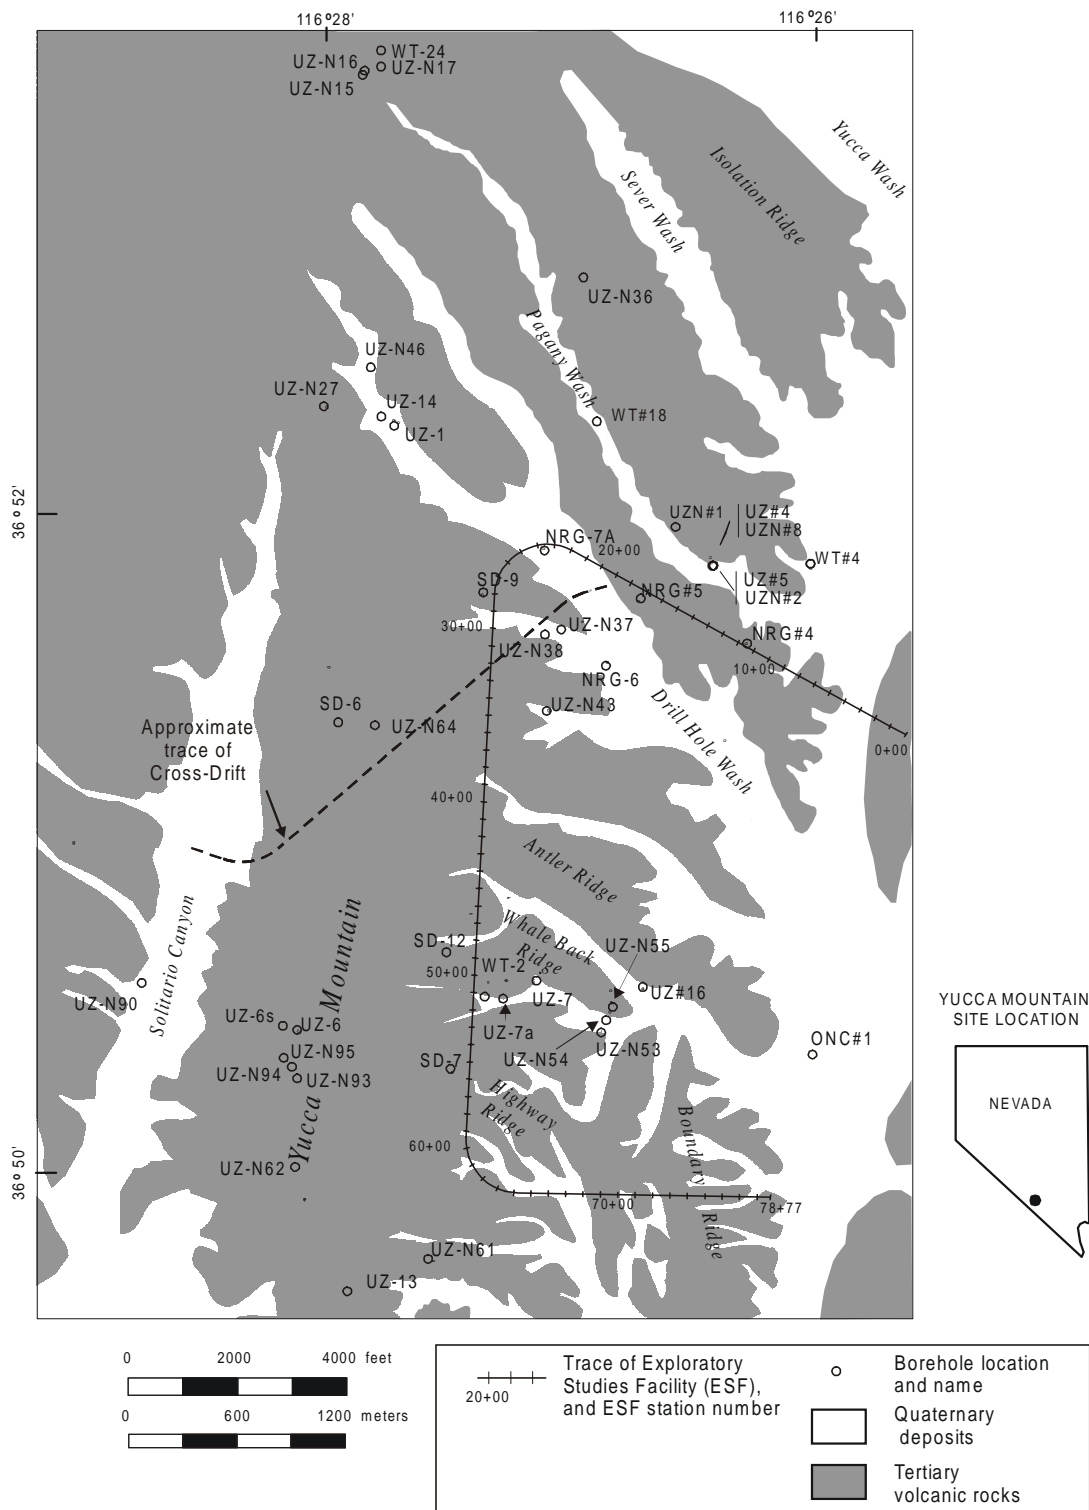 116 º 28'
116 º 26'
WT-24
UZ-N16
UZ-N17
UZ-N15
Yucca Wash
Isolation Ridge
Sever Wash
UZ-N36
Pagany Wash
UZ-N46
UZ-N27
UZ-14
UZ-1
WT#18
36 º 52'
UZN#1
UZ#4
UZN#8
NRG-7A
20+00
WT#4
SD-9
NRG#5
UZ#5
UZN#2
30+00
UZ-N37
UZ-N38
NRG#4
10+00
NRG-6
SD-6
UZ-N64
UZ-N43
Drill Hole Wash
0+00
Approximate
trace of
Cross-Drift
40+00
Antler Ridge
Solitario Canyon
Yucca Mountain
Whale Back
Ridge
SD-12
UZ-N55
50+00
WT-2
UZ-N90
UZ-7
UZ#16
UZ-6s
UZ-6
UZ-7a
UZ-N54
UZ-N53
ONC#1
UZ-N95
UZ-N94
UZ-N93
SD-7
Highway
Ridge
Boundary
Ridge
60+00
36 º 50'
UZ-N62
70+00
78+77
UZ-N61
UZ-13
YUCCA MOUNTAIN
SITE LOCATION
NEVADA
0 2000 4000 feet
0 600 1200 meters
20+00
Trace of Exploratory
Studies Facility (ESF),
and ESF station number
Borehole location
and name
Quaternary
deposits
Tertiary
volcanic rocks